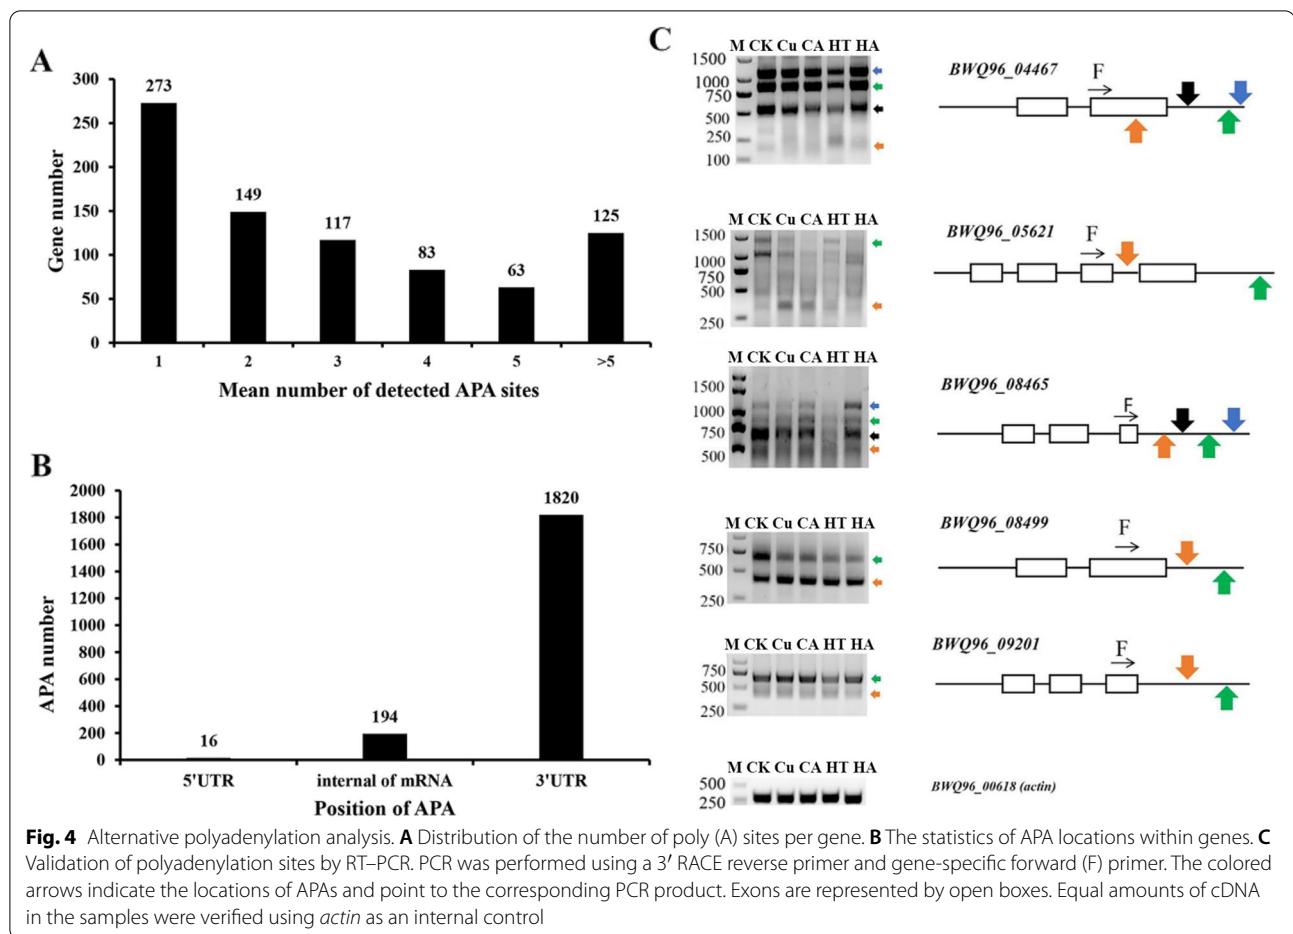 A
300
250
200
150
100
50
0
Gene number
273
149
117
83
63
125
1 2 3 4 5 >5
Mean number of detected APA sites
B
2000
1800
1600
1400
1200
1000
800
600
400
200
0
APA number
16
194
1820
5'UTR internal of mRNA 3'UTR
Position of APA
C
M CK Cu CA HT HA
1500
1000
750
500
250
100
BWQ96_04467
F
M CK Cu CA HT HA
1500
1000
750
500
250
BWQ96_05621
F
M CK Cu CA HT HA
1500
1000
750
500
BWQ96_08465
F
M CK Cu CA HT HA
750
500
250
BWQ96_08499
F
M CK Cu CA HT HA
750
500
250
BWQ96_09201
F
M CK Cu CA HT HA
500
250
BWQ96_00618 (actin)
Fig. 4 Alternative polyadenylation analysis. A Distribution of the number of poly (A) sites per gene. B The statistics of APA locations within genes. C
Validation of polyadenylation sites by RT–PCR. PCR was performed using a 3′ RACE reverse primer and gene-specific forward (F) primer. The colored
arrows indicate the locations of APAs and point to the corresponding PCR product. Exons are represented by open boxes. Equal amounts of cDNA
in the samples were verified using actin as an internal control